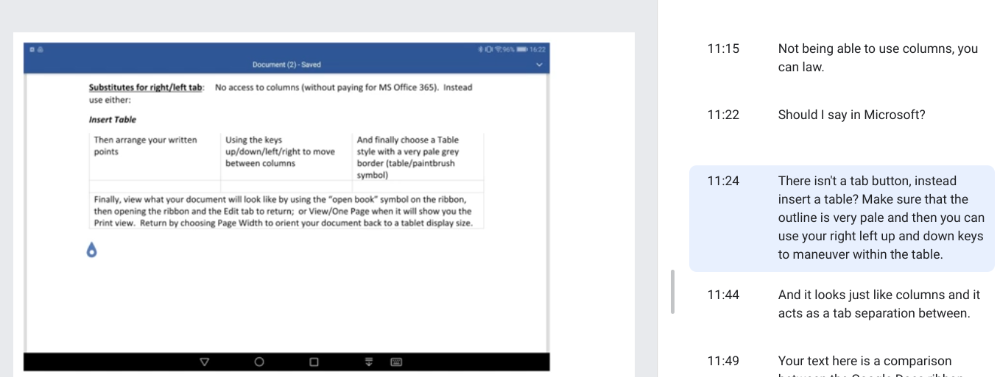 96% 16:22
Document (2) - Saved
Substitutes for right/left tab: No access to columns (without paying for MS Office 365). Instead
use either:
Insert Table
Then arrange your written
points
Using the keys
up/down/left/right to move
between columns
And finally choose a Table
style with a very pale grey
border (table/paintbrush
symbol)
Finally, view what your document will look like by using the “open book” symbol on the ribbon,
then opening the ribbon and the Edit tab to return; or View/One Page when it will show you the
Print view. Return by choosing Page Width to orient your document back to a tablet display size.
11:15 Not being able to use columns, you
can law.
11:22 Should I say in Microsoft?
11:24 There isn't a tab button, instead
insert a table? Make sure that the
outline is very pale and then you can
use your right left up and down keys
to maneuver within the table.
11:44 And it looks just like columns and it
acts as a tab separation between.
11:49 Your text here is a comparison
between the Google Docs ribbon